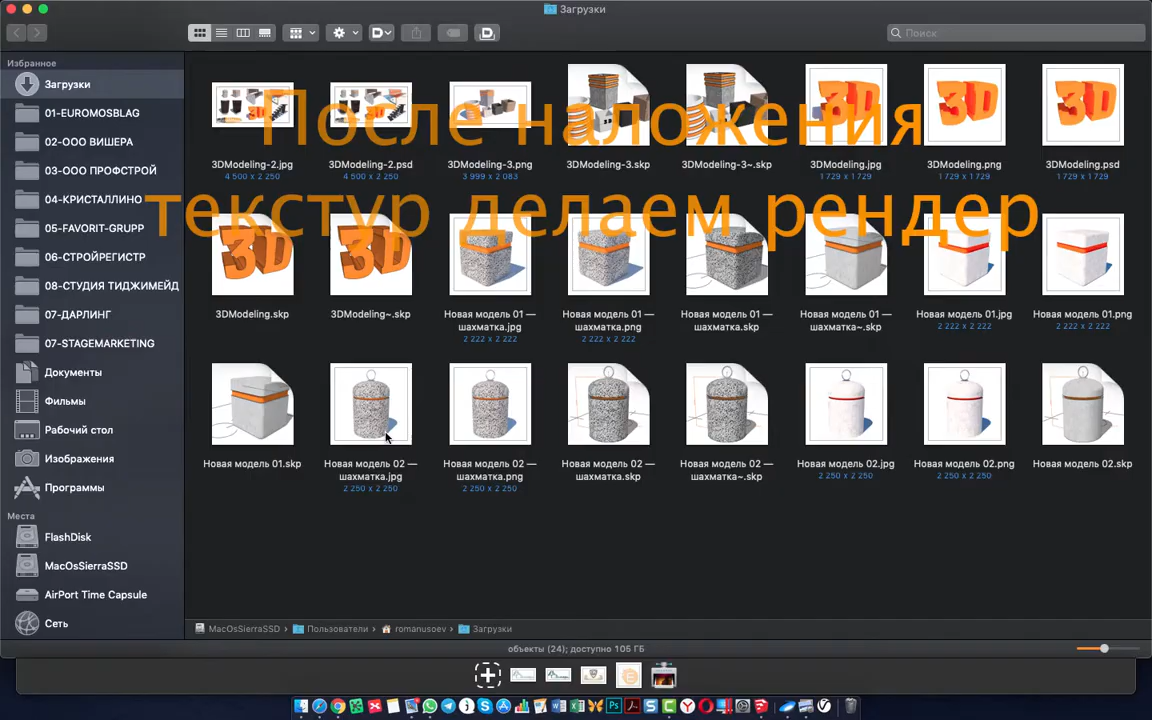 Загрузки
Поиск
Избранное
Загрузки
01-EUROMOSBLAG
02-ООО ВИШЕРА
03-ООО ПРОФСТРОЙ
04-КРИСТАЛЛИНО
05-FAVORIT-GRUPP
06-СТРОЙРЕГИСТР
08-СТУДИЯ ТИДЖИМЕЙД
07-ДАРЛИНГ
07-STAGEMARKETING
Документы
Фильмы
Рабочий стол
Изображения
Программы
Места
FlashDisk
MacOsSierraSSD
AirPort Time Capsule
Сеть
После наложения
текстур делаем рендер
3DModeling-2.jpg
4 500 x 2 250
3DModeling-2.psd
4 500 x 2 250
3DModeling-3.png
3 999 x 2 083
3DModeling-3.skp
3DModeling-3~.skp
3DModeling.jpg
1 729 x 1 729
3DModeling.png
1 729 x 1 729
3DModeling.psd
1 729 x 1 729
3DModeling.skp
3DModeling~.skp
Новая модель 01 —
шахматка.jpg
2 222 x 2 222
Новая модель 01 —
шахматка.png
2 222 x 2 222
Новая модель 01 —
шахматка.skp
Новая модель 01 —
шахматка~.skp
Новая модель 01.jpg
2 222 x 2 222
Новая модель 01.png
2 222 x 2 222
Новая модель 01.skp
Новая модель 02 —
шахматка.jpg
2 250 x 2 250
Новая модель 02 —
шахматка.png
2 250 x 2 250
Новая модель 02 —
шахматка.skp
Новая модель 02 —
шахматка~.skp
Новая модель 02.jpg
2 250 x 2 250
Новая модель 02.png
2 250 x 2 250
Новая модель 02.skp
MacOsSierraSSD › Пользователи › romanusoev › Загрузки
объекты (24); доступно 105 ГБ